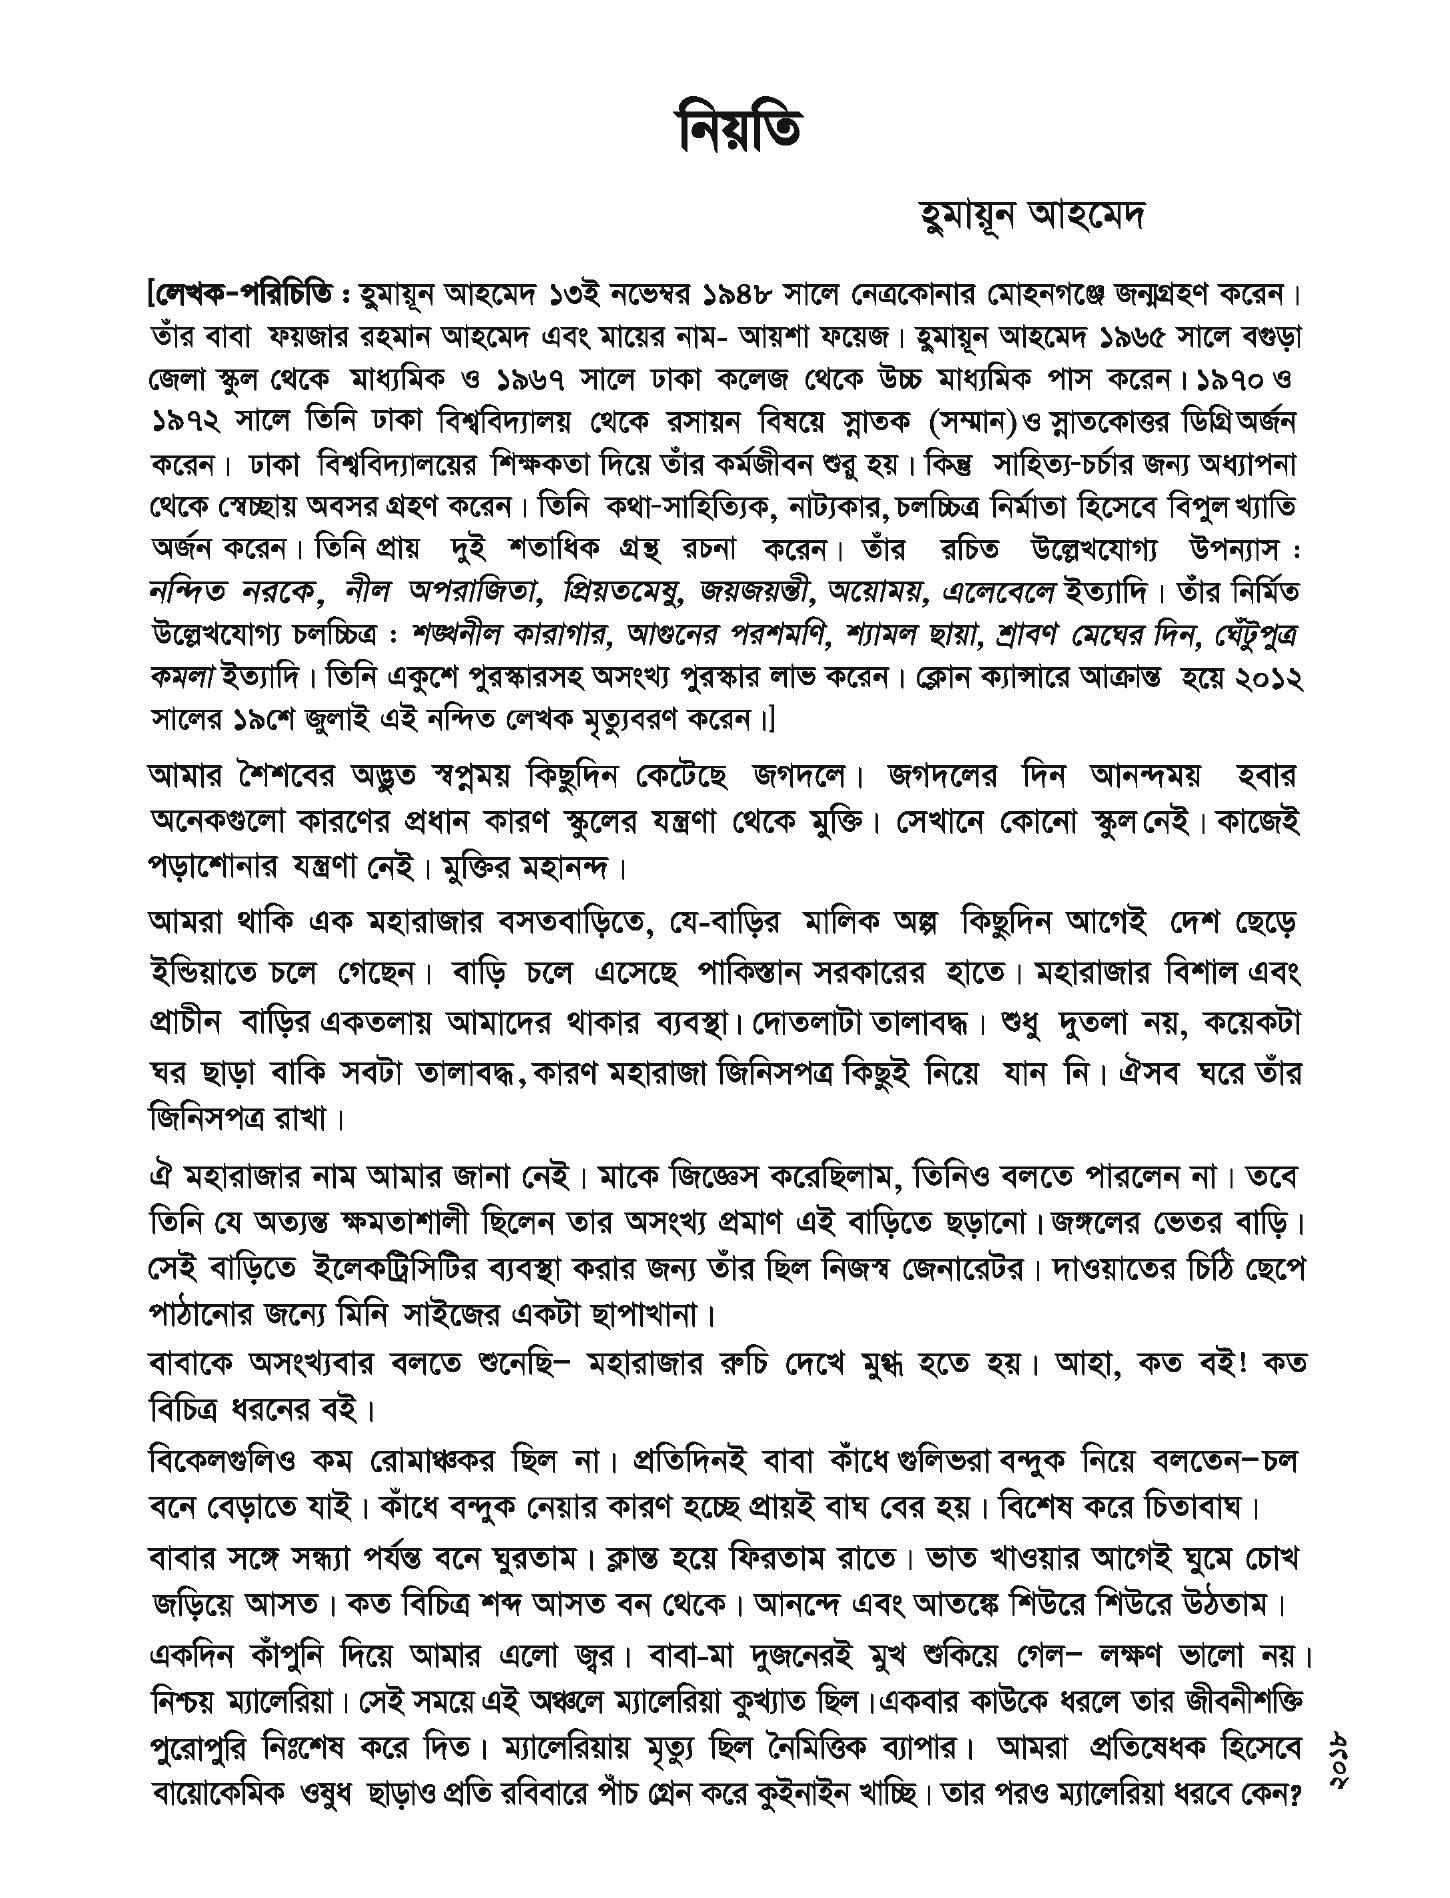 নিয়তি
হুমায়ূন আহমেদ
[লেখক-পরিচিতি : হুমায়ূন আহমেদ ১৩ই নভেম্বর ১৯৪৮ সালে নেত্রকোনার মোহনগঞ্জে জন্মগ্রহণ করেন।
তাঁর বাবা ফয়জার রহমান আহমেদ এবং মায়ের নাম- আয়শা ফয়েজ। হুমায়ূন আহমেদ ১৯৬৫ সালে বগুড়া
জেলা স্কুল থেকে মাধ্যমিক ও ১৯৬৭ সালে ঢাকা কলেজ থেকে উচ্চ মাধ্যমিক পাস করেন। ১৯৭০ ও
১৯৭২ সালে তিনি ঢাকা বিশ্ববিদ্যালয় থেকে রসায়ন বিষয়ে স্নাতক (সম্মান) ও স্নাতকোত্তর ডিগ্রি অর্জন
করেন। ঢাকা বিশ্ববিদ্যালয়ের শিক্ষকতা দিয়ে তাঁর কর্মজীবন শুরু হয়। কিন্তু সাহিত্য-চর্চার জন্য অধ্যাপনা
থেকে স্বেচ্ছায় অবসর গ্রহণ করেন। তিনি কথা-সাহিত্যিক, নাট্যকার, চলচ্চিত্র নির্মাতা হিসেবে বিপুল খ্যাতি
অর্জন করেন। তিনি প্রায় দুই শতাধিক গ্রন্থ রচনা করেন। তাঁর রচিত উল্লেখযোগ্য উপন্যাস :
নন্দিত নরকে, নীল অপরাজিতা, প্রিয়তমেষু, জয়জয়ন্তী, অয়োময়, এলেবেলে ইত্যাদি। তাঁর নির্মিত
উল্লেখযোগ্য চলচ্চিত্র : শঙ্খনীল কারাগার, আগুনের পরশমণি, শ্যামল ছায়া, শ্রাবণ মেঘের দিন, ঘেঁটুপুত্র
কমলা ইত্যাদি। তিনি একুশে পুরস্কারসহ অসংখ্য পুরস্কার লাভ করেন। ক্লোন ক্যান্সারে আক্রান্ত হয়ে ২০১২
সালের ১৯শে জুলাই এই নন্দিত লেখক মৃত্যুবরণ করেন।]
আমার শৈশবের অদ্ভুত স্বপ্নময় কিছুদিন কেটেছে জগদলে। জগদলের দিন আনন্দময় হবার
অনেকগুলো কারণের প্রধান কারণ স্কুলের যন্ত্রণা থেকে মুক্তি। সেখানে কোনো স্কুল নেই। কাজেই
পড়াশোনার যন্ত্রণা নেই। মুক্তির মহানন্দ।
আমরা থাকি এক মহারাজার বসতবাড়িতে, যে-বাড়ির মালিক অল্প কিছুদিন আগেই দেশ ছেড়ে
ইন্ডিয়াতে চলে গেছেন। বাড়ি চলে এসেছে পাকিস্তান সরকারের হাতে। মহারাজার বিশাল এবং
প্রাচীন বাড়ির একতলায় আমাদের থাকার ব্যবস্থা। দোতলাটা তালাবদ্ধ। শুধু দুতলা নয়, কয়েকটা
ঘর ছাড়া বাকি সবটা তালাবদ্ধ, কারণ মহারাজা জিনিসপত্র কিছুই নিয়ে যান নি। ঐসব ঘরে তাঁর
জিনিসপত্র রাখা।
ঐ মহারাজার নাম আমার জানা নেই। মাকে জিজ্ঞেস করেছিলাম, তিনিও বলতে পারলেন না। তবে
তিনি যে অত্যন্ত ক্ষমতাশালী ছিলেন তার অসংখ্য প্রমাণ এই বাড়িতে ছড়ানো। জঙ্গলের ভেতর বাড়ি।
সেই বাড়িতে ইলেকট্রিসিটির ব্যবস্থা করার জন্য তাঁর ছিল নিজস্ব জেনারেটর। দাওয়াতের চিঠি ছেপে
পাঠানোর জন্যে মিনি সাইজের একটা ছাপাখানা।
বাবাকে অসংখ্যবার বলতে শুনেছি– মহারাজার রুচি দেখে মুগ্ধ হতে হয়। আহা, কত বই! কত
বিচিত্র ধরনের বই।
বিকেলগুলিও কম রোমাঞ্চকর ছিল না। প্রতিদিনই বাবা কাঁধে গুলিভরা বন্দুক নিয়ে বলতেন–চল
বনে বেড়াতে যাই। কাঁধে বন্দুক নেয়ার কারণ হচ্ছে প্রায়ই বাঘ বের হয়। বিশেষ করে চিতাবাঘ।
বাবার সঙ্গে সন্ধ্যা পর্যন্ত বনে ঘুরতাম। ক্লান্ত হয়ে ফিরতাম রাতে। ভাত খাওয়ার আগেই ঘুমে চোখ
জড়িয়ে আসত। কত বিচিত্র শব্দ আসত বন থেকে। আনন্দে এবং আতঙ্কে শিউরে শিউরে উঠতাম।
একদিন কাঁপুনি দিয়ে আমার এলো জ্বর। বাবা-মা দুজনেরই মুখ শুকিয়ে গেল– লক্ষণ ভালো নয়।
নিশ্চয় ম্যালেরিয়া। সেই সময়ে এই অঞ্চলে ম্যালেরিয়া কুখ্যাত ছিল। একবার কাউকে ধরলে তার জীবনীশক্তি
পুরোপুরি নিঃশেষ করে দিত। ম্যালেরিয়ায় মৃত্যু ছিল নৈমিত্তিক ব্যাপার। আমরা প্রতিষেধক হিসেবে
বায়োকেমিক ওষুধ ছাড়াও প্রতি রবিবারে পাঁচ গ্রেন করে কুইনাইন খাচ্ছি। তার পরও ম্যালেরিয়া ধরবে কেন?
২০১৮